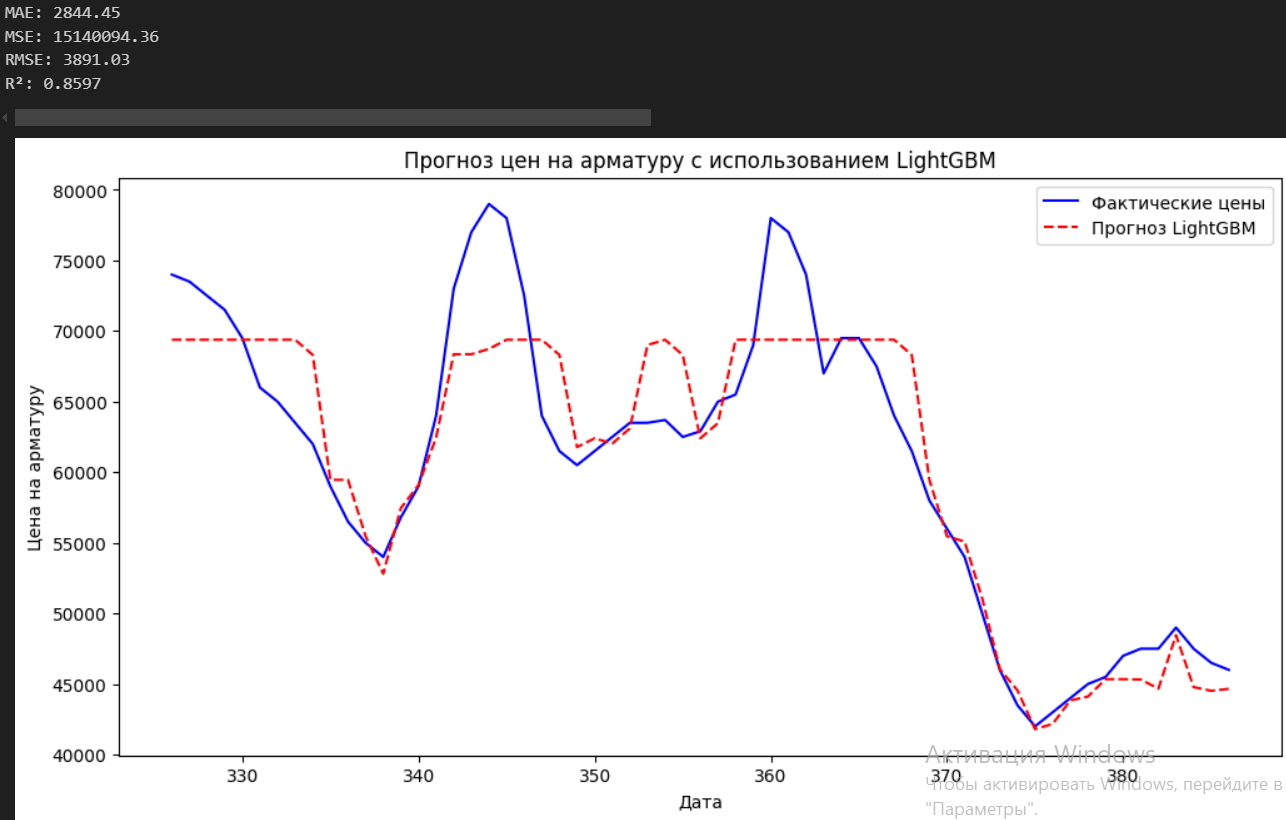 MAE: 2844.45
MSE: 15140094.36
RMSE: 3891.03
R²: 0.8597
Прогноз цен на арматуру с использованием LightGBM
Фактические цены
Прогноз LightGBM
80000
75000
70000
65000
60000
55000
50000
45000
40000
Цена на арматуру
330
340
350
360
370
380
Дата
Активация Windows
Чтобы активировать Windows, перейдите в
"Параметры".